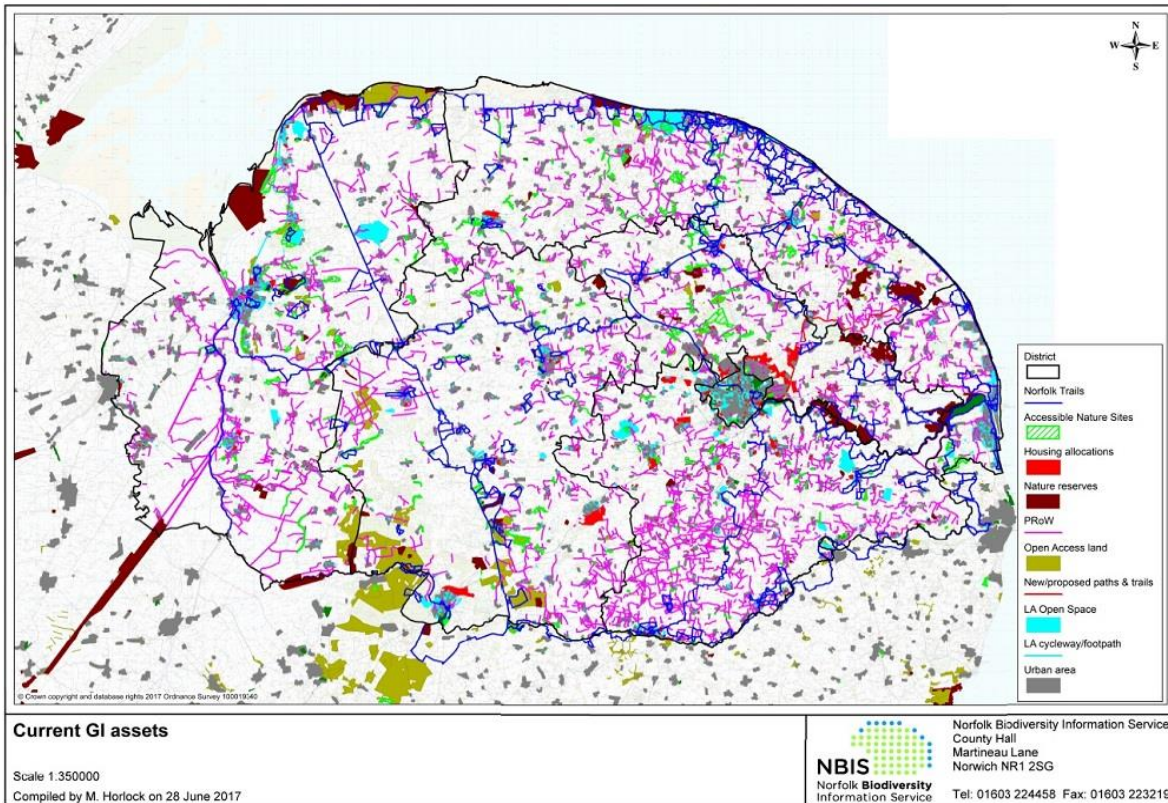 N
W E
S
District
Norfolk Trails
Accessible Nature Sites
Housing allocations
Nature reserves
PRoW
Open Access land
New/proposed paths & trails
LA Open Space
LA cycleway/footpath
Urban area
© Crown copyright and database rights 2017 Ordnance Survey 100019340
Current GI assets
Scale 1:350000
Compiled by M. Horlock on 28 June 2017
NBIS
Norfolk Biodiversity
Information Service
Norfolk Biodiversity Information Service
County Hall
Martineau Lane
Norwich NR1 2SG
Tel: 01603 224458 Fax: 01603 223219